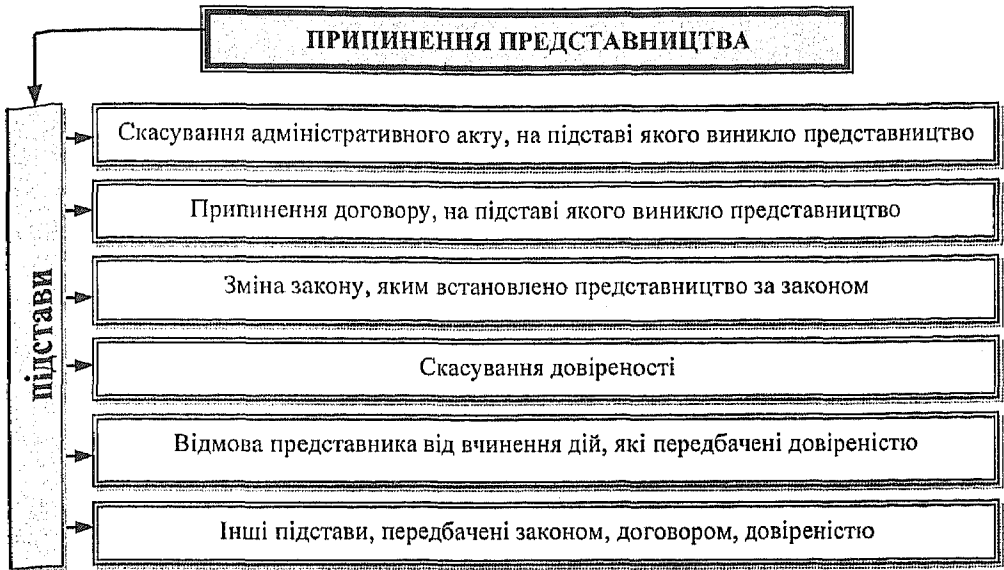 ПРИПИНЕННЯ ПРЕДСТАВНИЦТВА
підстави
Скасування адміністративного акту, на підставі якого виникло представництво
Припинення договору, на підставі якого виникло представництво
Зміна закону, яким встановлено представництво за законом
Скасування довіреності
Відмова представника від вчинення дій, які передбачені довіреністю
Інші підстави, передбачені законом, договором, довіреністю